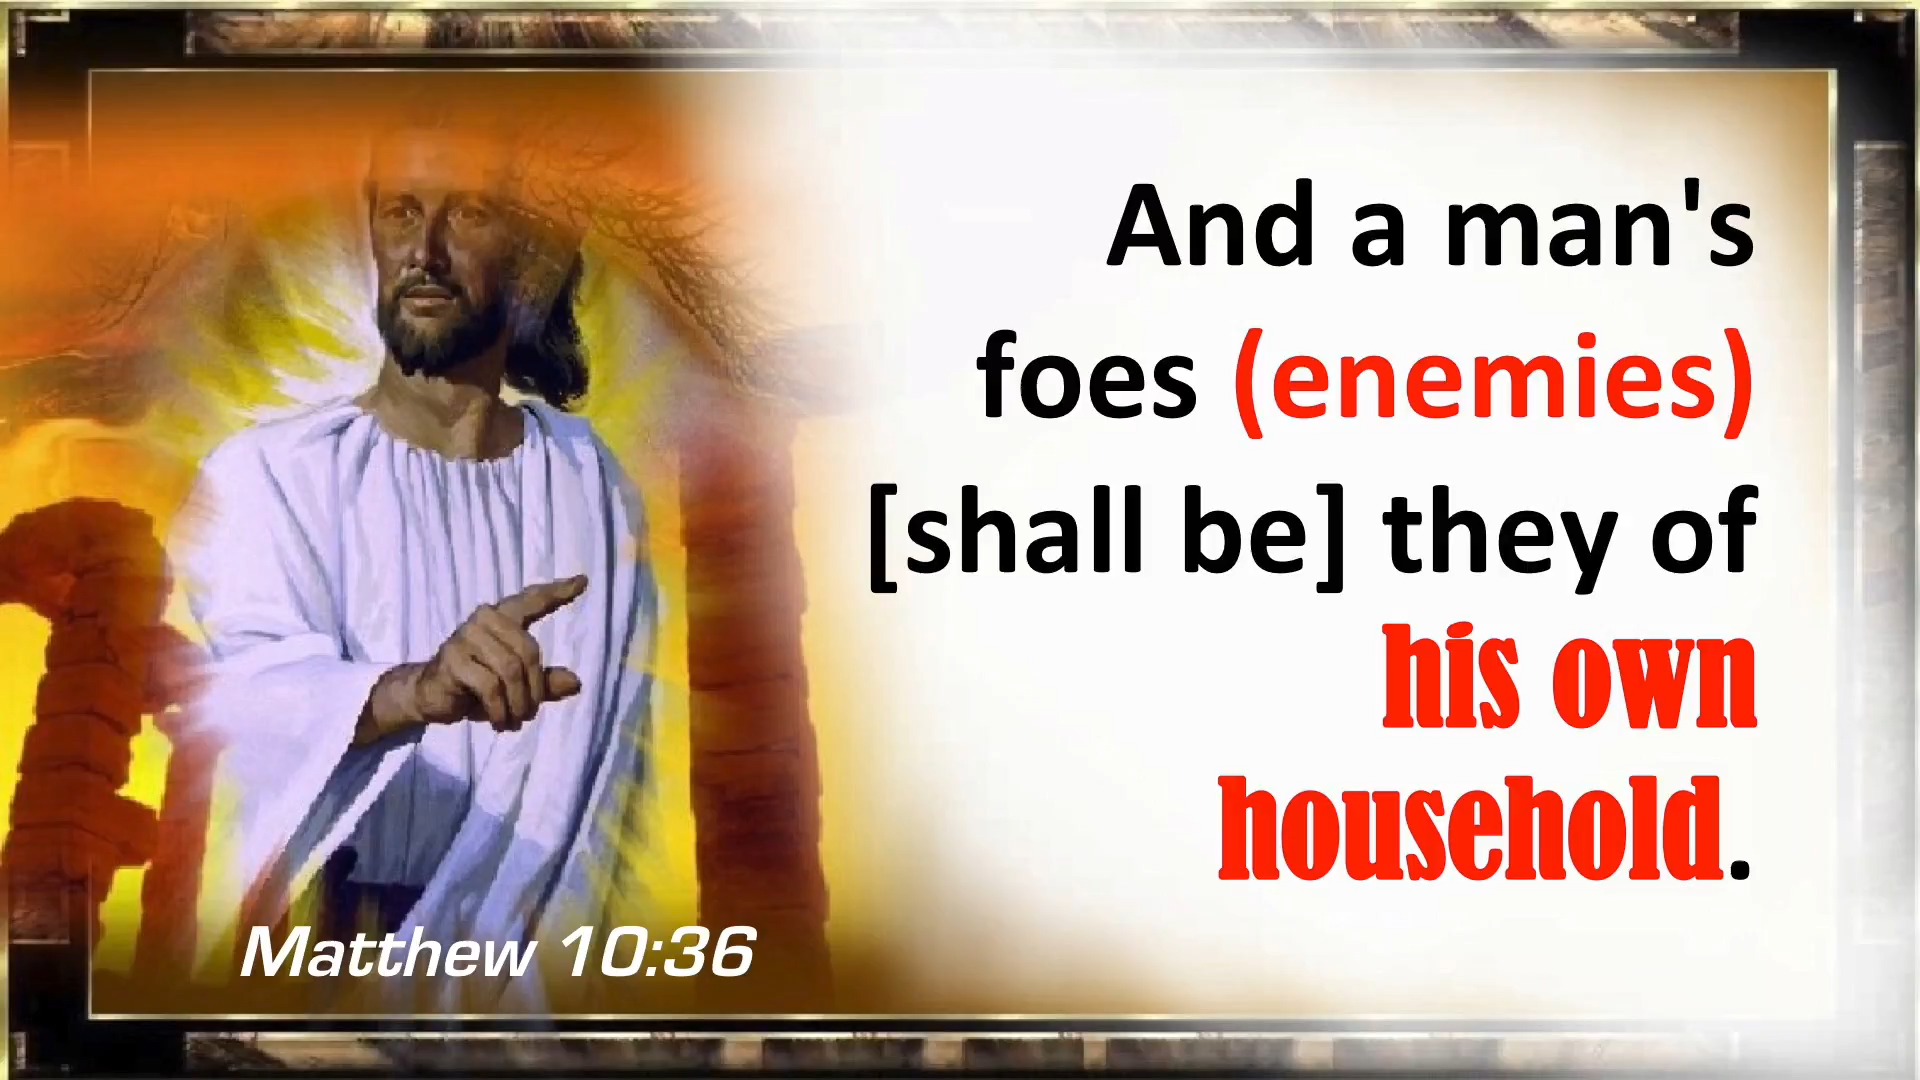 And a man's
foes (enemies)
[shall be] they of
his own
household.
Matthew 10:36